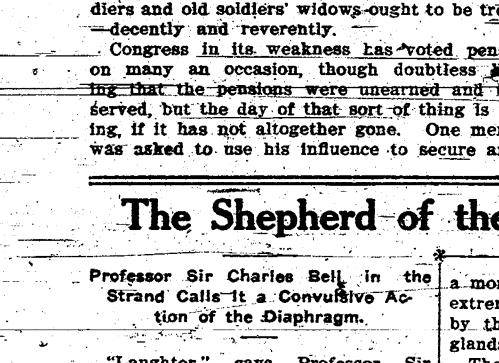 diers and old soldiers' widows ought to be
—decently and reverently.
Congress in its weakness has voted pen
on many an occasion, though doubtless
ing that the pensions were unearned and
served, but the day of that sort of thing is
ing, if it has not altogether gone. One me
was asked to use his influence to secure a
The Shepherd of the
Professor Sir Charles Bell in the
Strand Calls It a Convulsive Ac-
tion of the Diaphragm.
a mo
extre
by th
gland
"Laughter," says Professor Sir
The